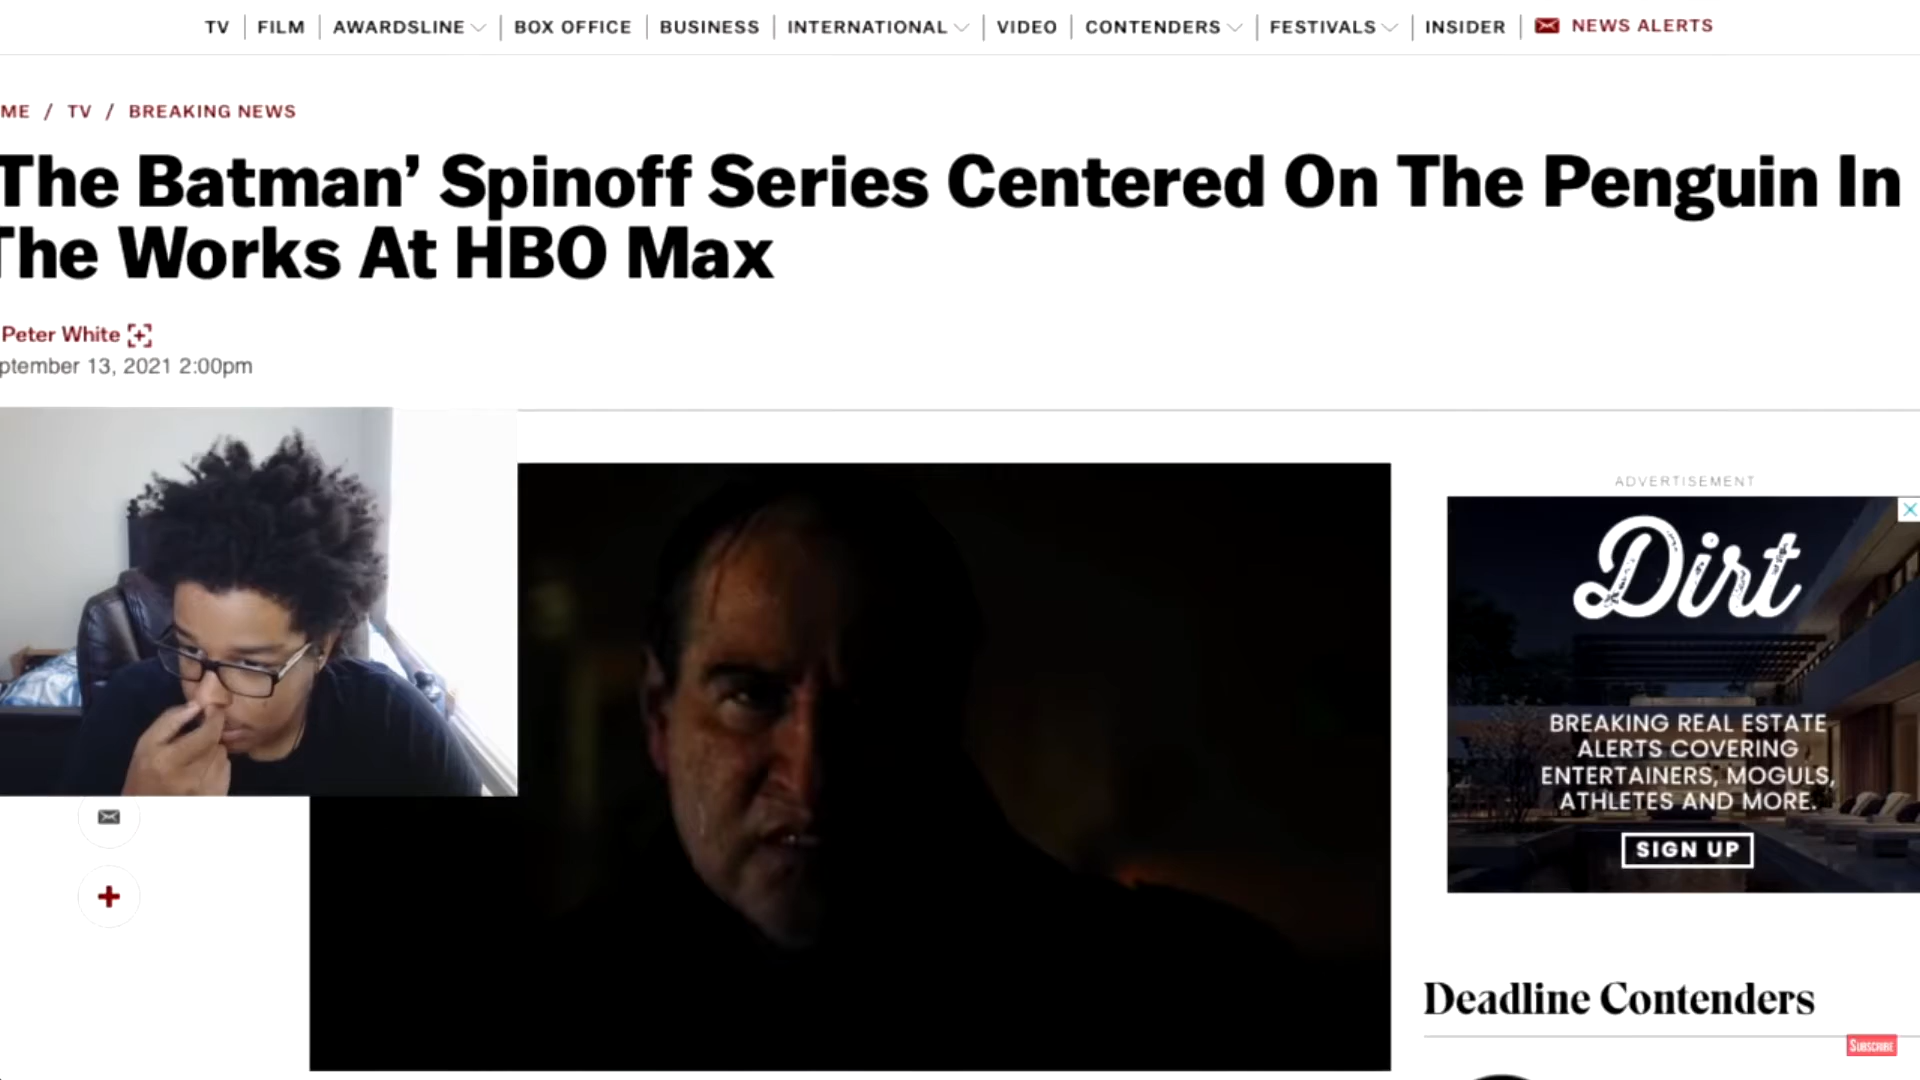 TV FILM AWARDSLINE BOX OFFICE BUSINESS INTERNATIONAL VIDEO CONTENDERS FESTIVALS INSIDER NEWS ALERTS
ME / TV / BREAKING NEWS
The Batman’ Spinoff Series Centered On The Penguin In
The Works At HBO Max
Peter White
ptember 13, 2021 2:00pm
ADVERTISEMENT
Dirt
BREAKING REAL ESTATE
ALERTS COVERING
ENTERTAINERS, MOGULS,
ATHLETES AND MORE.
SIGN UP
Deadline Contenders
SUBSCRIBE